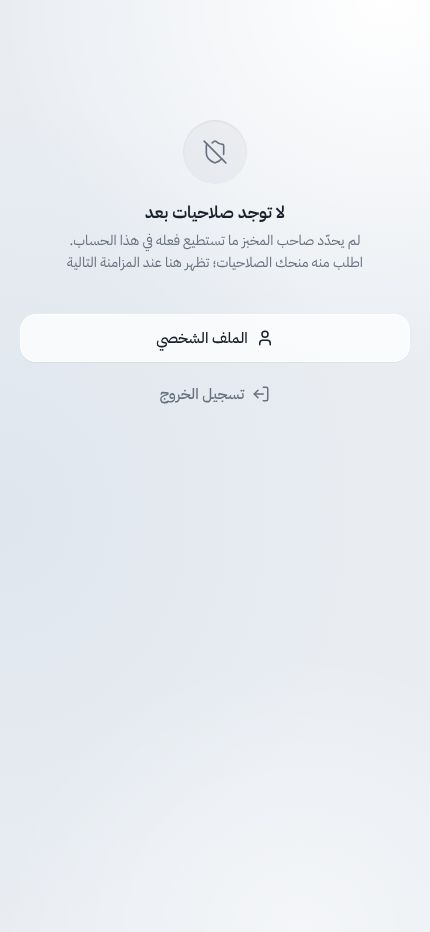 لا توجد صلاحيات بعد
لم يحدّد صاحب المخبز ما تستطيع فعله في هذا الحساب.
اطلب منه منحك الصلاحيات؛ تظهر هنا عند المزامنة التالية
الملف الشخصي
تسجيل الخروج